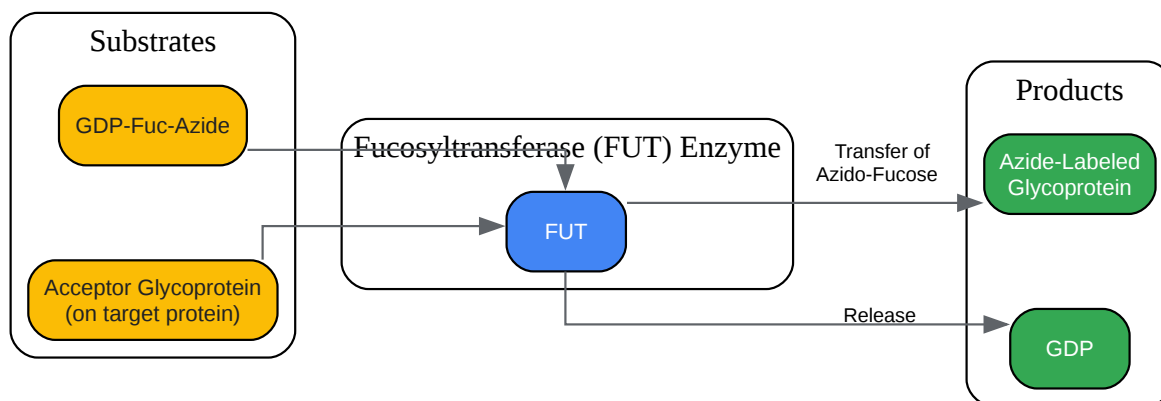 Substrates
GDP-Fuc-Azide
Acceptor Glycoprotein
(on target protein)
Fucosyltransferase (FUT) Enzyme
FUT
Transfer of
Azido-Fucose
Release
Products
Azide-Labeled
Glycoprotein
GDP